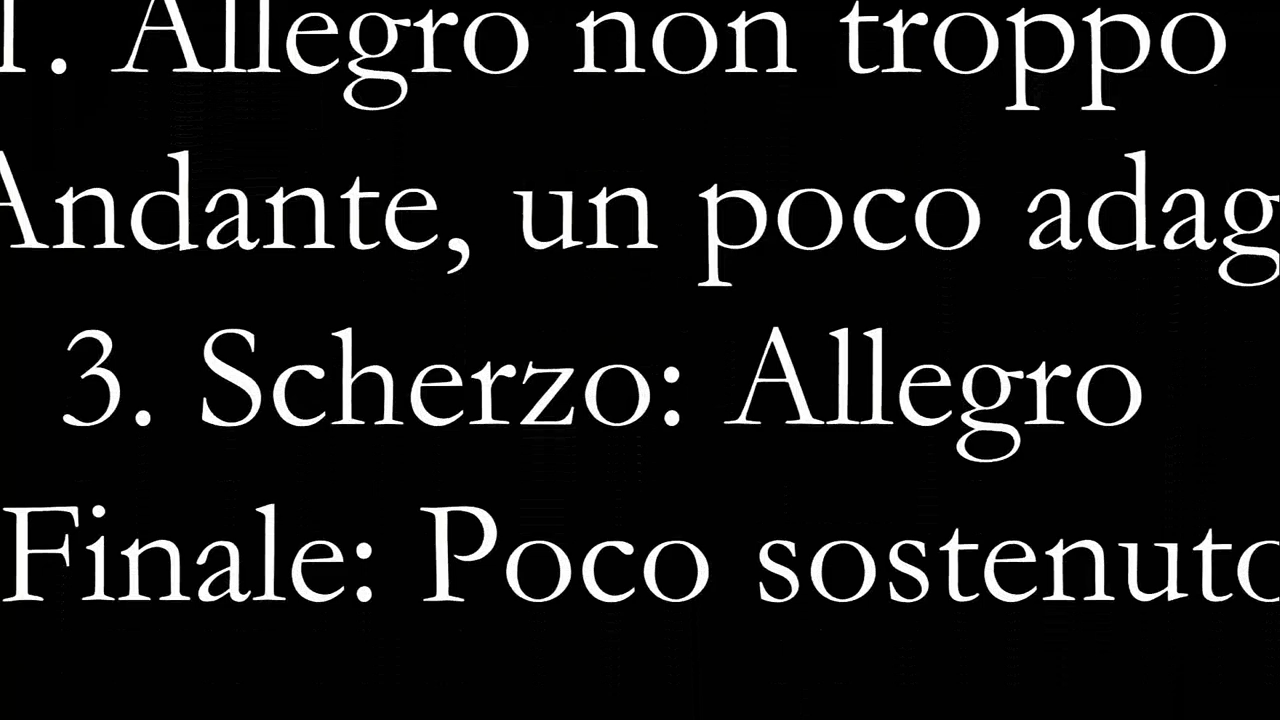 1. Allegro non troppo
Andante, un poco adag
3. Scherzo: Allegro
Finale: Poco sostenuto